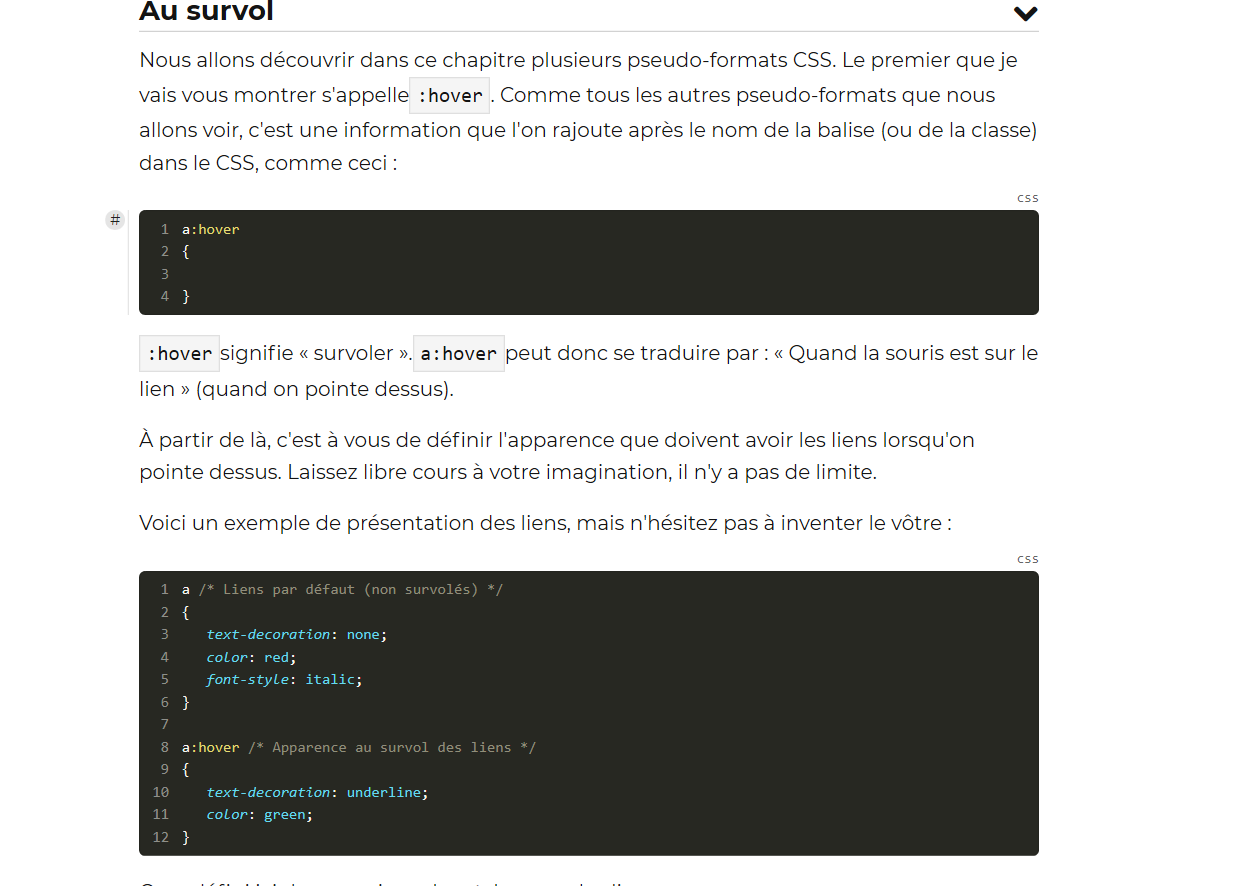 Au survol
Nous allons découvrir dans ce chapitre plusieurs pseudo-formats CSS. Le premier que je
vais vous montrer s'appelle :hover . Comme tous les autres pseudo-formats que nous
allons voir, c'est une information que l'on rajoute après le nom de la balise (ou de la classe)
dans le CSS, comme ceci :
css
#
1 a:hover
2 {
3
4 }
:hover signifie « survoler ». a:hover peut donc se traduire par : « Quand la souris est sur le
lien » (quand on pointe dessus).
À partir de là, c'est à vous de définir l'apparence que doivent avoir les liens lorsqu'on
pointe dessus. Laissez libre cours à votre imagination, il n'y a pas de limite.
Voici un exemple de présentation des liens, mais n'hésitez pas à inventer le vôtre :
css
1 a /* Liens par défaut (non survolés) */
2 {
3 text-decoration: none;
4 color: red;
5 font-style: italic;
6 }
7
8 a:hover /* Apparence au survol des liens */
9 {
10 text-decoration: underline;
11 color: green;
12 }